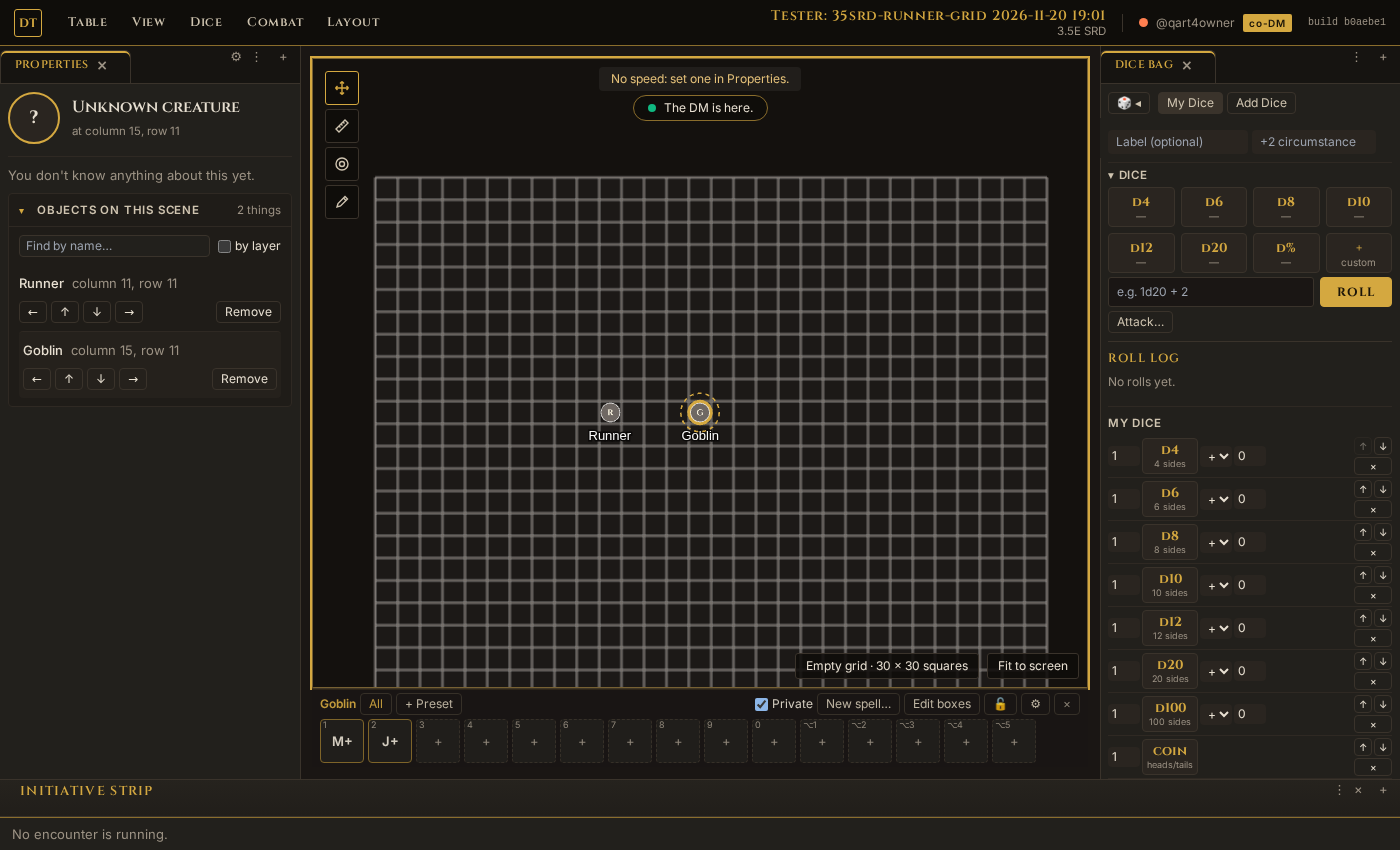 DT TABLE VIEW DICE COMBAT LAYOUT
TESTER: 35SRD-RUNNER-GRID 2026-11-20 19:01
3.5E SRD
@qart4owner co-DM build b0aebe1
PROPERTIES ×
⚙ ⋮ +
? UNKNOWN CREATURE
at column 15, row 11
You don't know anything about this yet.
▾ OBJECTS ON THIS SCENE 2 things
Find by name... by layer
Runner column 11, row 11
← ↑ ↓ → Remove
Goblin column 15, row 11
← ↑ ↓ → Remove
No speed: set one in Properties.
The DM is here.
R G
Runner Goblin
Empty grid · 30 × 30 squares Fit to screen
Goblin All + Preset Private New spell... Edit boxes 🔓 ⚙ ×
1 2 3 4 5 6 7 8 9 0 ⌥1 ⌥2 ⌥3 ⌥4 ⌥5
M+ J+ + + + + + + + + + + + + +
DICE BAG × ⋮ +
🎲 ◂ My Dice Add Dice
Label (optional) +2 circumstance
▾ DICE
D4 D6 D8 D10
— — — —
D12 D20 D% +
— — — custom
e.g. 1d20 + 2 ROLL
Attack...
ROLL LOG
No rolls yet.
MY DICE
1 D4 4 sides + 0 ↑ ↓ ×
1 D6 6 sides + 0 ↑ ↓ ×
1 D8 8 sides + 0 ↑ ↓ ×
1 D10 10 sides + 0 ↑ ↓ ×
1 D12 12 sides + 0 ↑ ↓ ×
1 D20 20 sides + 0 ↑ ↓ ×
1 D100 100 sides + 0 ↑ ↓ ×
1 COIN heads/tails ↑ ↓ ×
INITIATIVE STRIP ⋮ × +
No encounter is running.